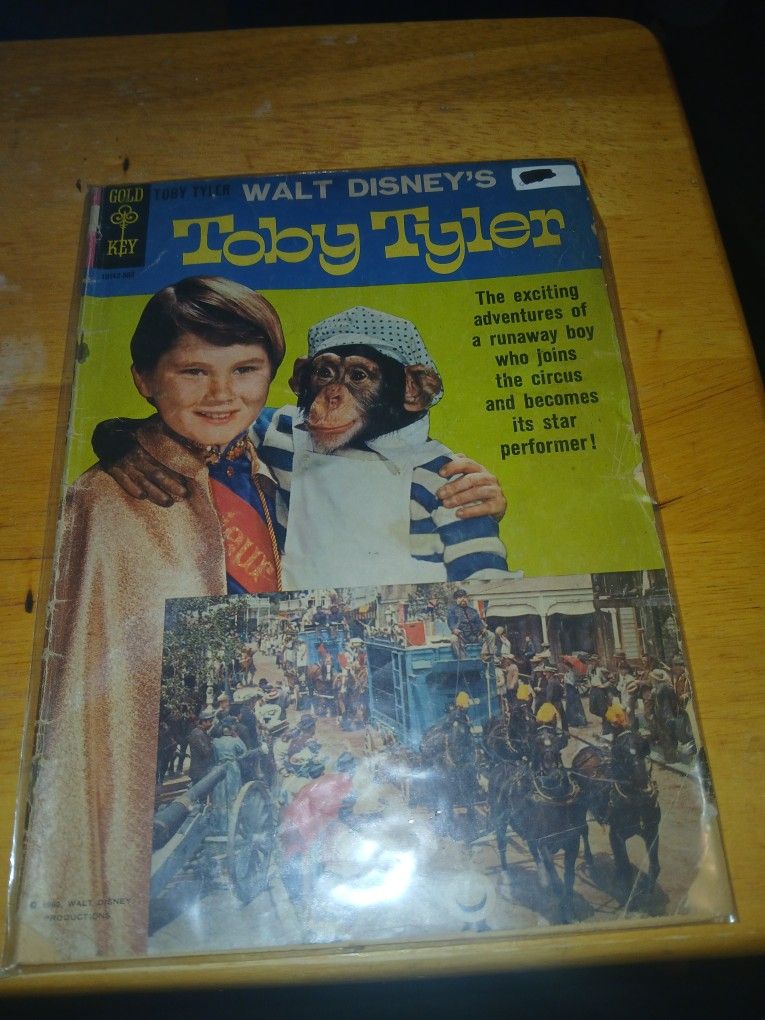 GOLD
KEY
TOBY TYLER
WALT DISNEY'S
Toby Tyler
The exciting
adventures of
a runaway boy
who joins
the circus
and becomes
its star
performer!
WALT DISNEY
PRODUCTIONS